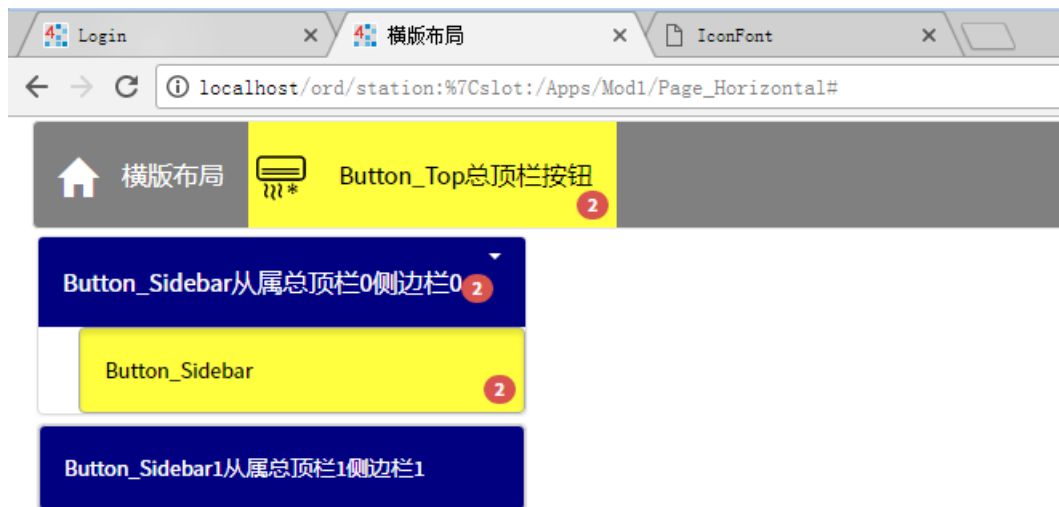 Login
横版布局
IconFont
localhost/ord/station:%7Cslot:/Apps/Mod1/Page_Horizontal#
横版布局
Button_Top总顶栏按钮
2
Button_Sidebar从属总顶栏0侧边栏0
2
Button_Sidebar
2
Button_Sidebar1从属总顶栏1侧边栏1